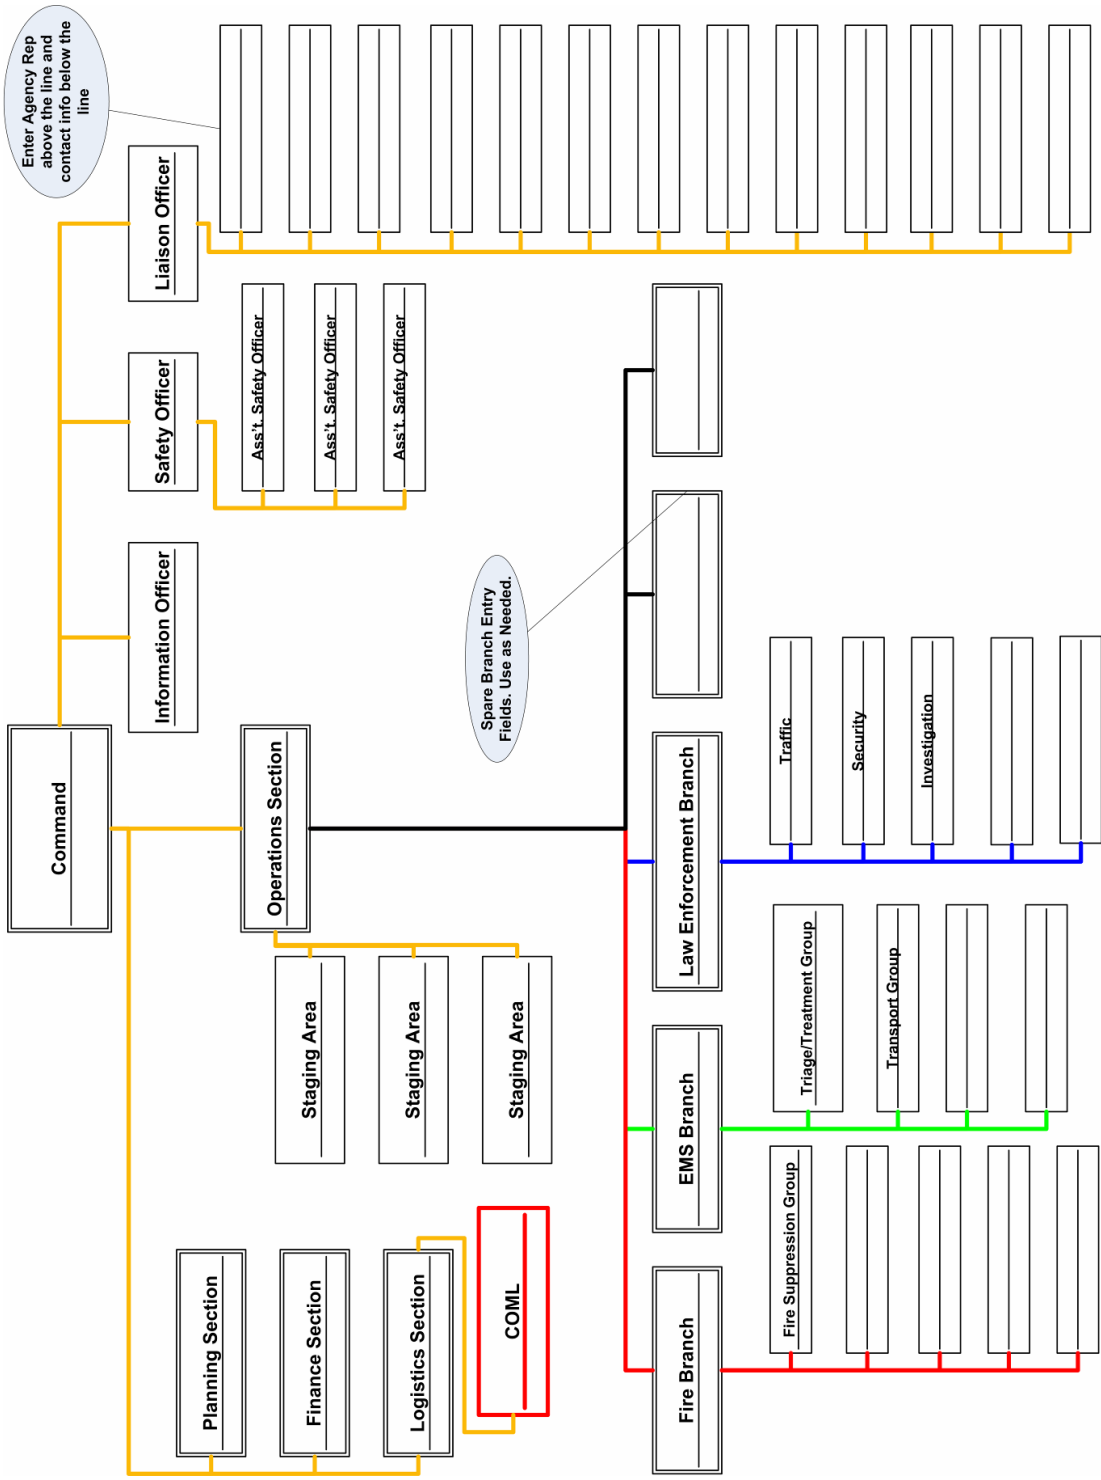 Command
Information Officer
Safety Officer
Liaison Officer
Enter Agency Rep
above the line and
contact info below the
line
Ass't. Safety Officer
Ass't. Safety Officer
Ass't. Safety Officer
Planning Section
Finance Section
Logistics Section
COML
Operations Section
Staging Area
Staging Area
Staging Area
Spare Branch Entry
Fields. Use as Needed.
Fire Branch
EMS Branch
Law Enforcement Branch
Fire Suppression Group
Triage/Treatment Group
Transport Group
Traffic
Security
Investigation